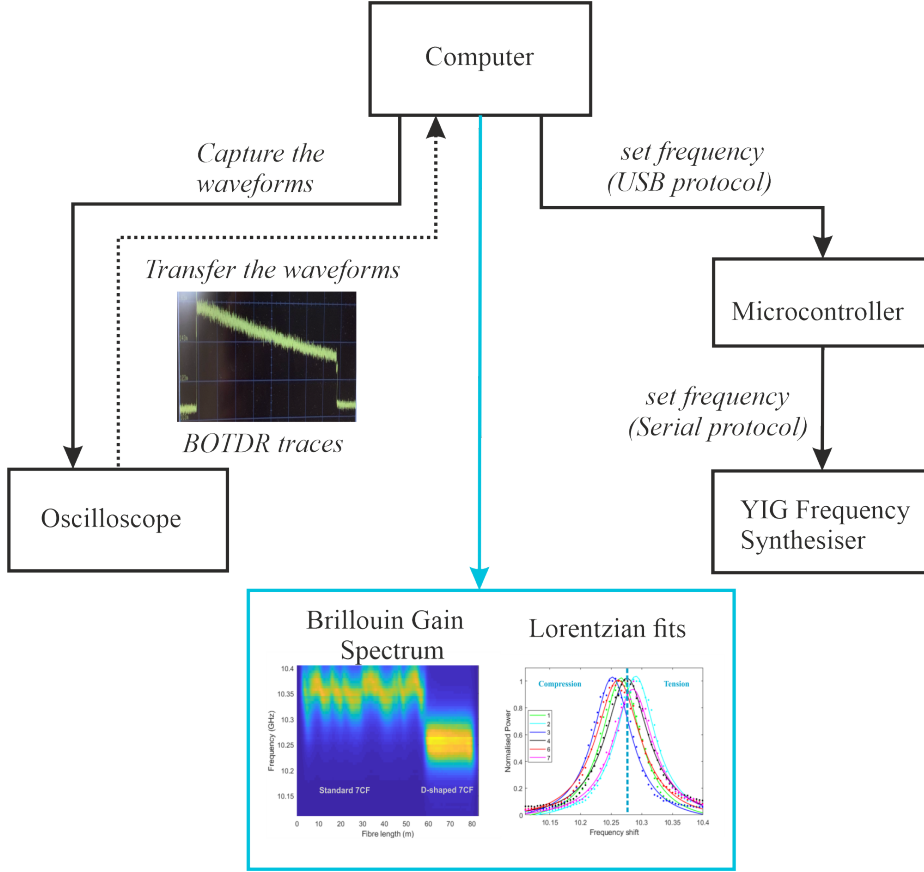 Computer
Capture the
waveforms
set frequency
(USB protocol)
Transfer the waveforms
Microcontroller
BOTDR traces
set frequency
(Serial protocol)
Oscilloscope
YIG Frequency
Synthesiser
Brillouin Gain
Spectrum
Lorentzian fits
10.4
10.35
10.3
10.25
10.2
10.15
Frequency (GHz)
Standard 7CF
D-shaped 7CF
0 10 20 30 40 50 60 70 80
Fibre length (m)
Compression
Tension
1
0.8
0.6
0.4
0.2
0
Normalised Power
1
2
3
4
6
7
10.15 10.2 10.25 10.3 10.35 10.4
Frequency shift